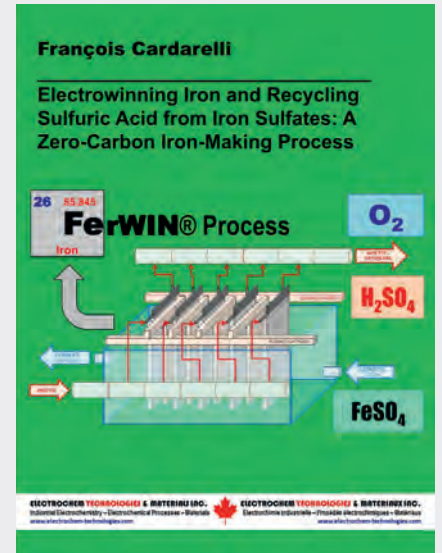 François Cardarelli
Electrowinning Iron and Recycling
Sulfuric Acid from Iron Sulfates: A
Zero-Carbon Iron-Making Process
26 55.845
Iron
FerWIN® Process
O2
H2SO4
FeSO4
ELECTROCHEM TECHNOLOGIES & MATERIALS INC.
Industrial Electrochemistry – Electrochemical Processes – Materials
www.electrochem-technologies.com
ELECTROCHEM TECHNOLOGIES & MATERIAUX INC.
Electrochimie industrielle – Procédés électrochimiques – Matériaux
www.electrochem-technologies.com